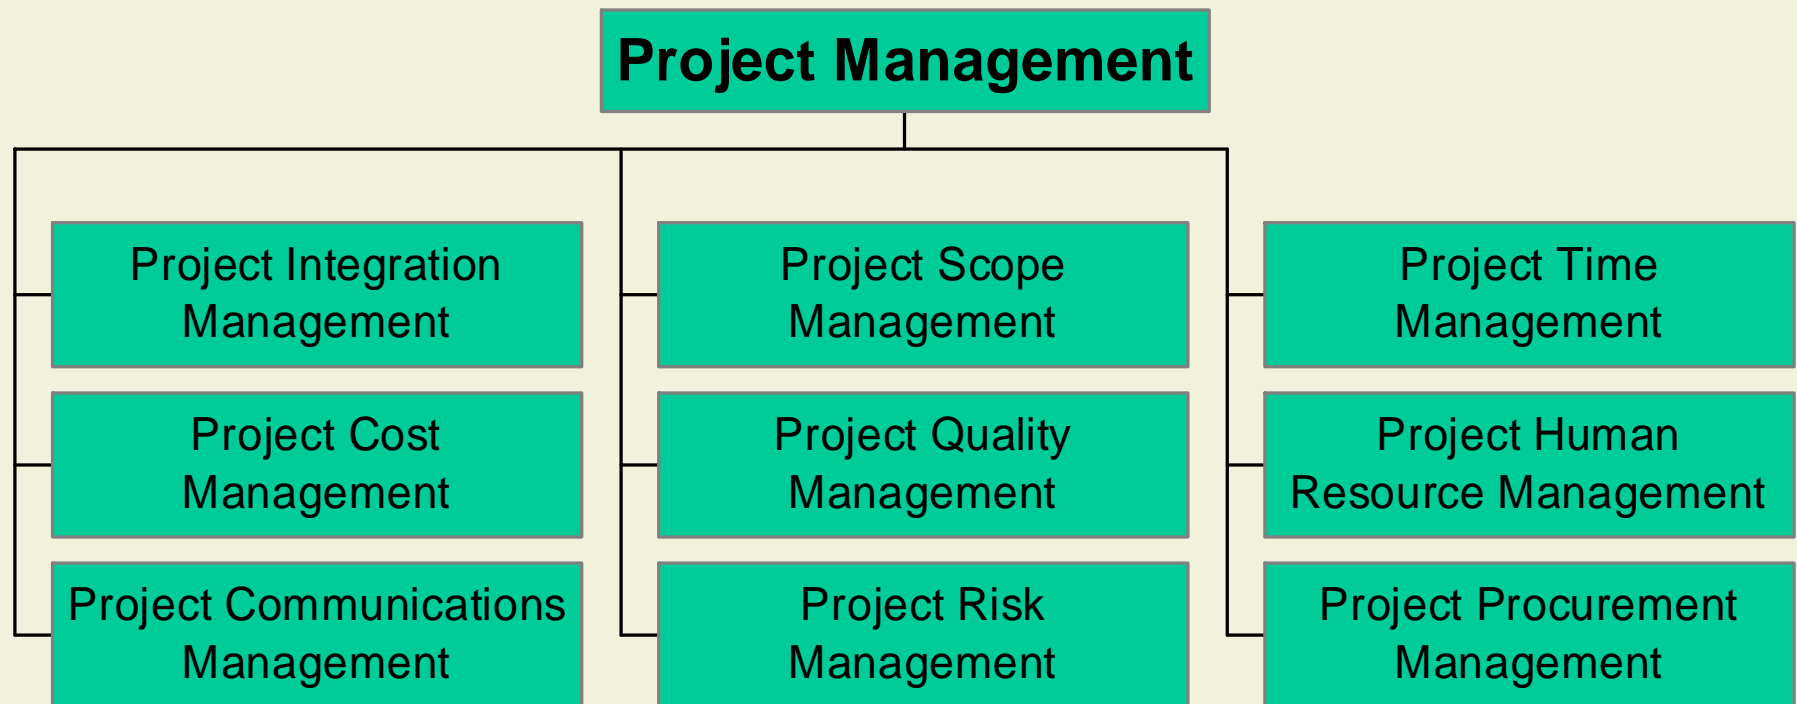 Project Management
Project Integration
Management
Project Scope
Management
Project Time
Management
Project Cost
Management
Project Quality
Management
Project Human
Resource Management
Project Communications
Management
Project Risk
Management
Project Procurement
Management